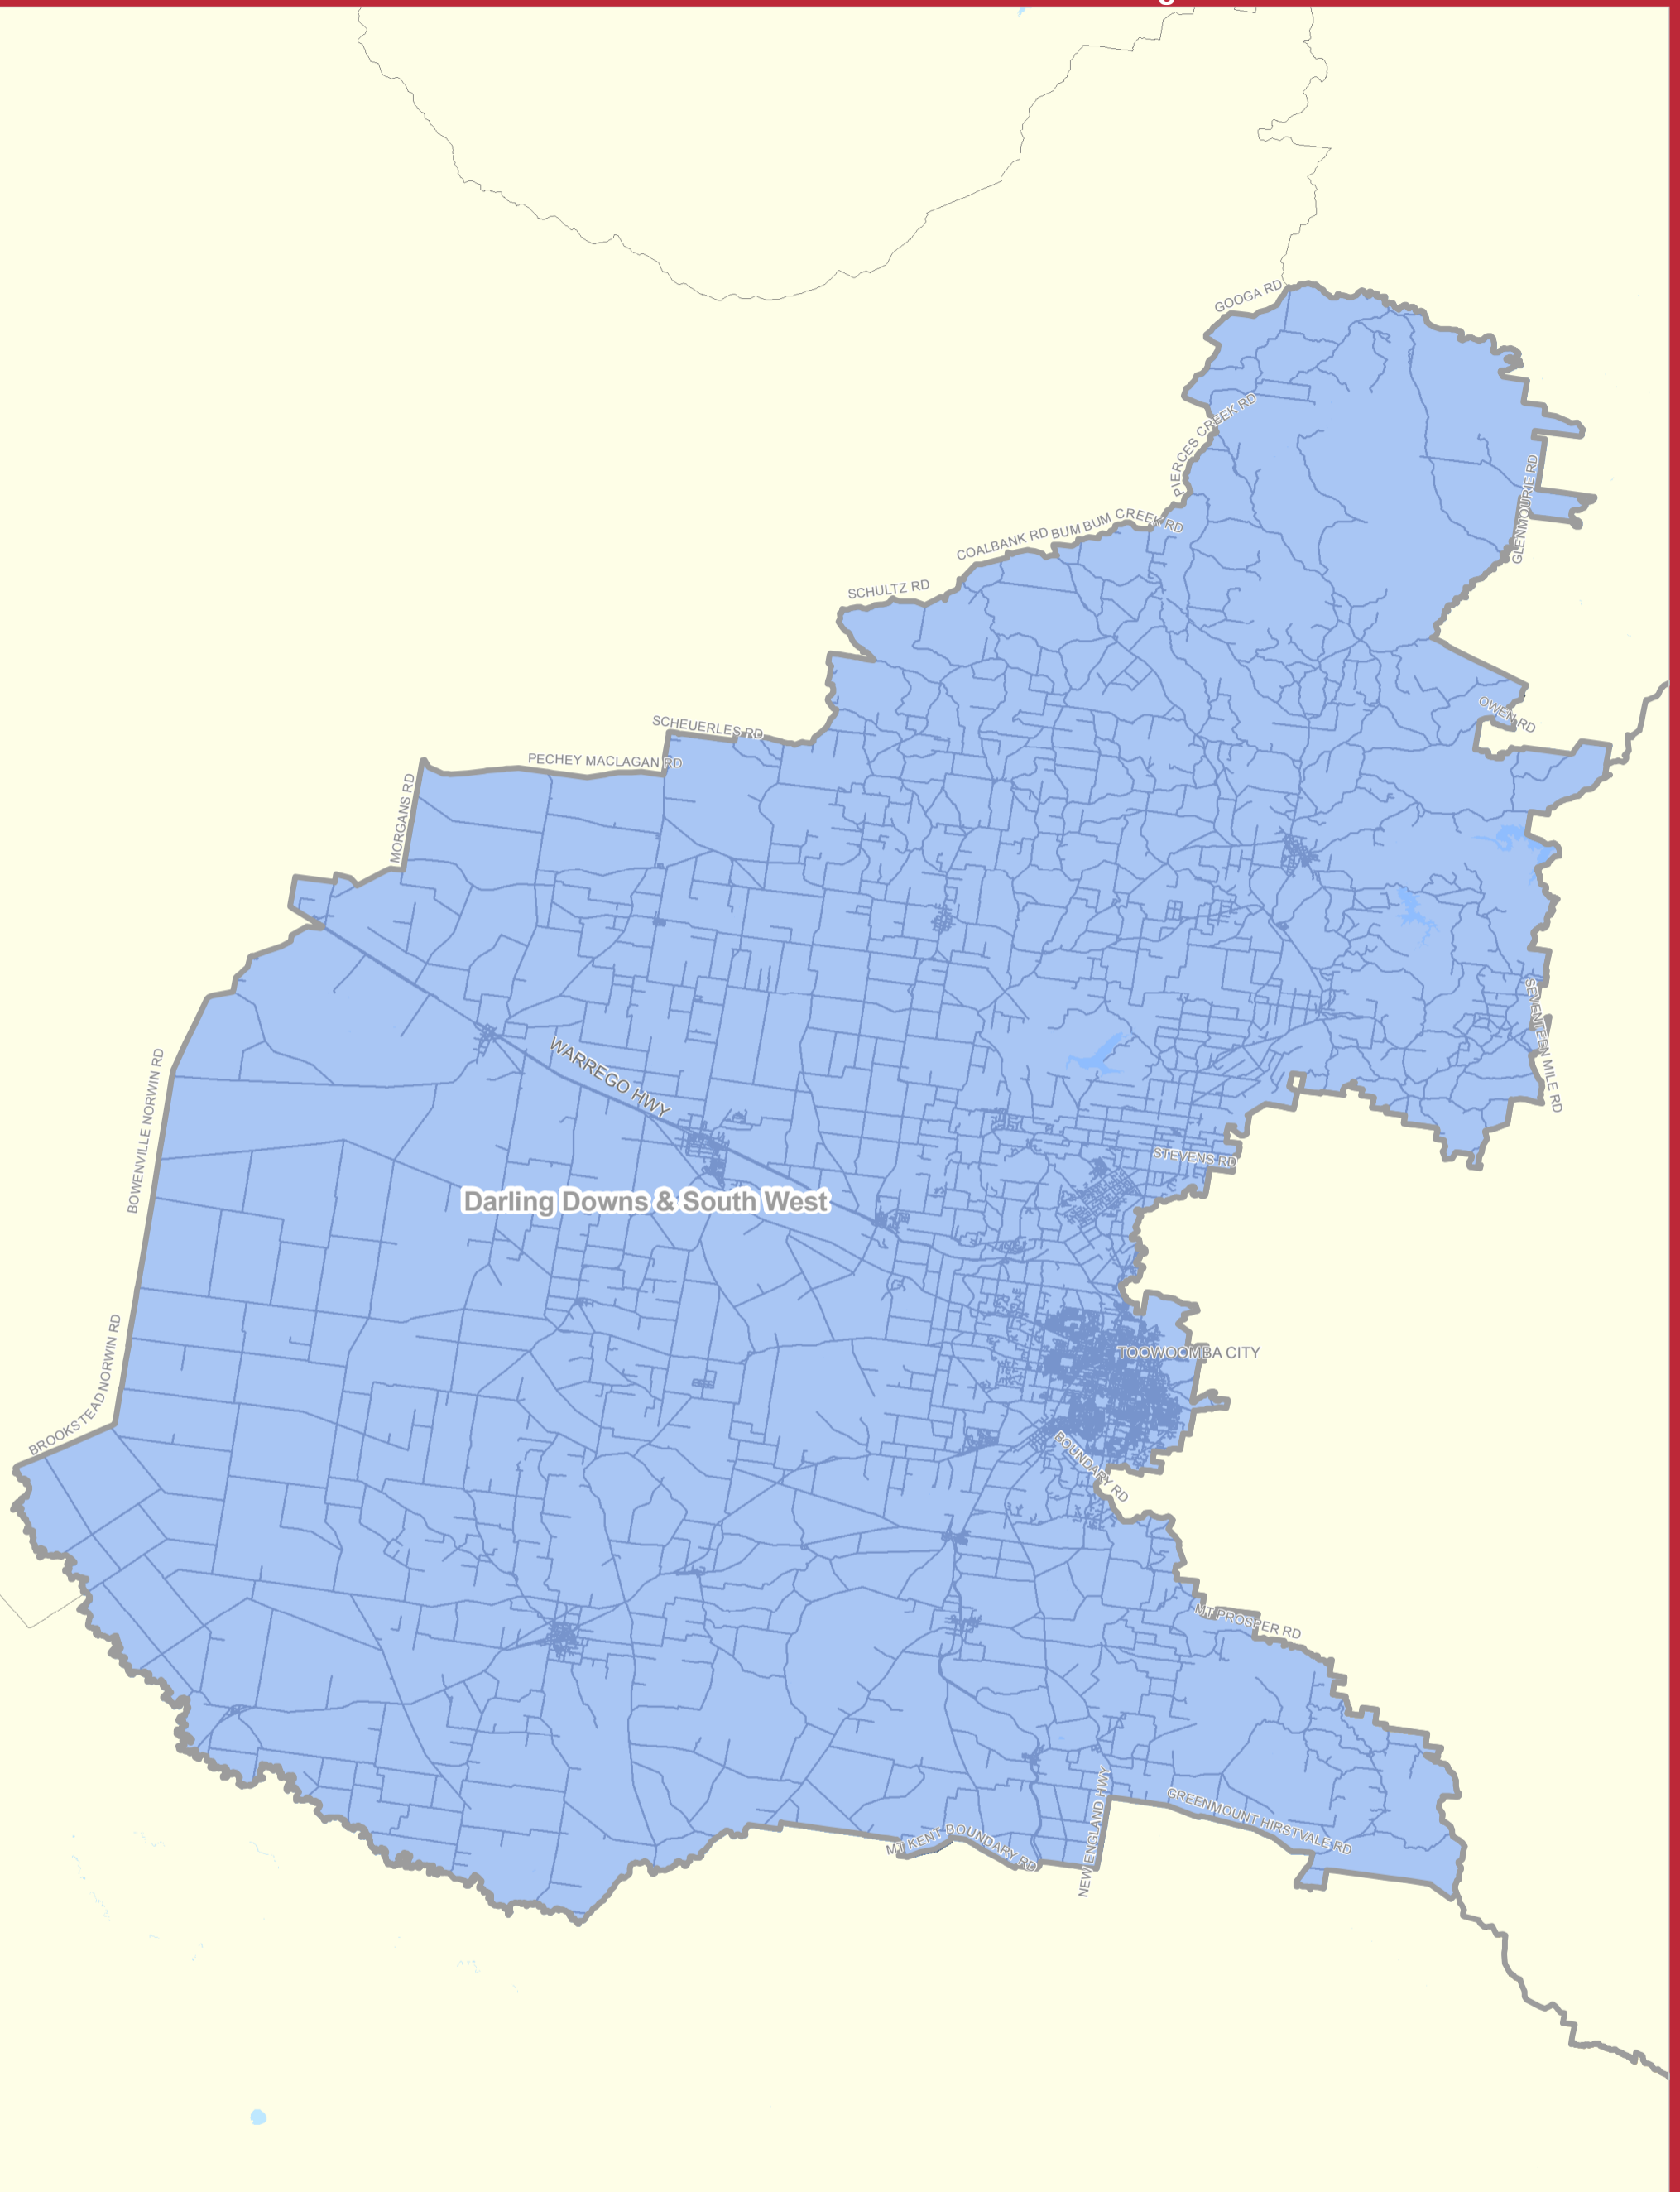 GOOGA RD
PIERCES CREEK RD
GLENMOURIE RD
COALBANK RD
BUM BUM CREEK RD
SCHULTZ RD
OWEN RD
SCHEUERLES RD
PECHEY MACLAGAN RD
MORGANS RD
SEVENTEEN MILE RD
WARREGO HWY
BOWENVILLE NORWIN RD
STEVENS RD
Darling Downs & South West
TOOWOOMBA CITY
BROOKSTEAD NORWIN RD
BOUNDARY RD
MT PROSPER RD
NEW ENGLAND HWY
GREENMOUNT HIRSTVALE RD
MT KENT BOUNDARY RD